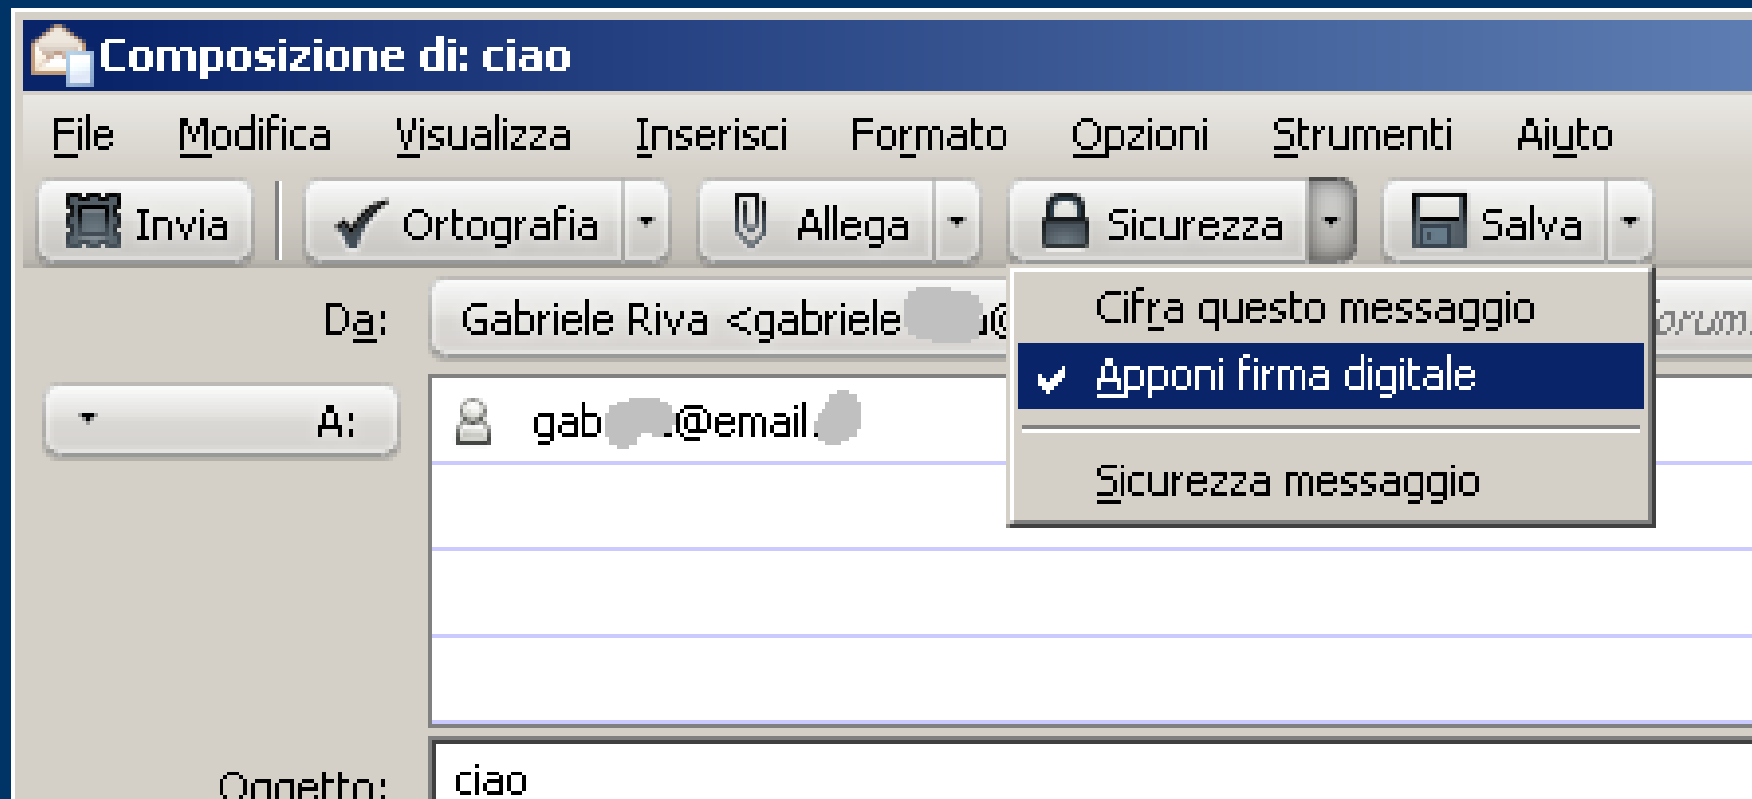 Composizione di: ciao
File Modifica Visualizza Inserisci Formato Opzioni Strumenti Aiuto
Invia Ortografia Allega Sicurezza Salva
Da: Gabriele Riva <gabriele
Cifra questo messaggio
Apponi firma digitale
Sicurezza messaggio
A: gab @email.
Oggetto: ciao